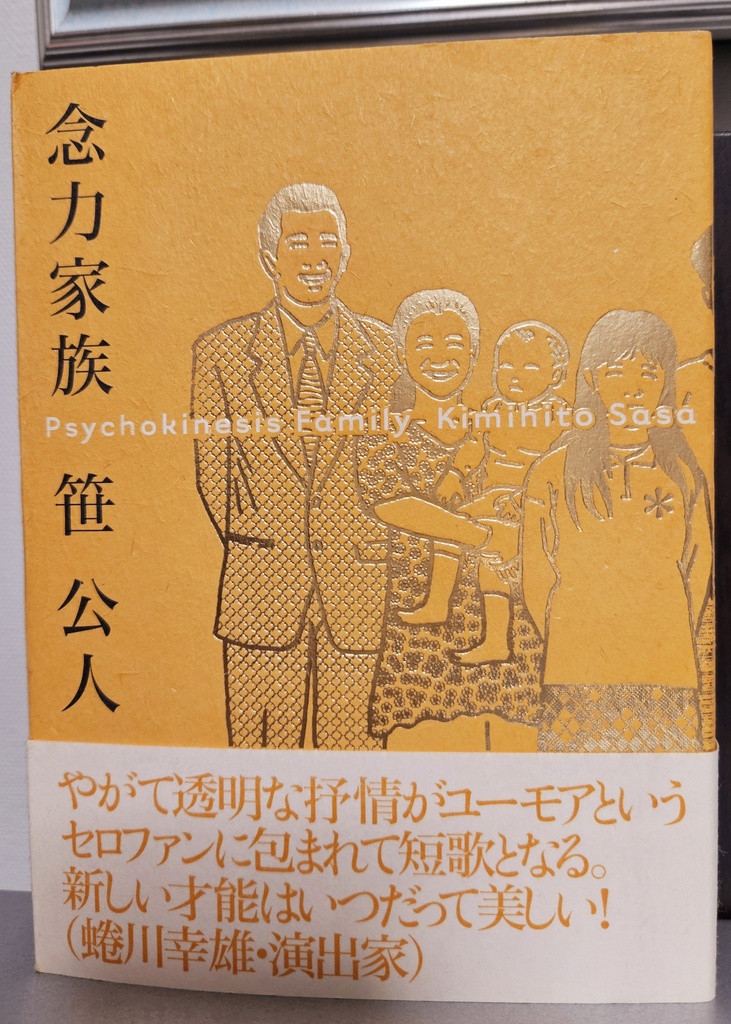 念力家族 笹 公人
Psychokinesis Family Kimihito Sasa
やがて透明な抒情がユーモアという
セロファンに包まれて短歌となる。
新しい才能はいつだって美しい!
(蜷川幸雄・演出家)